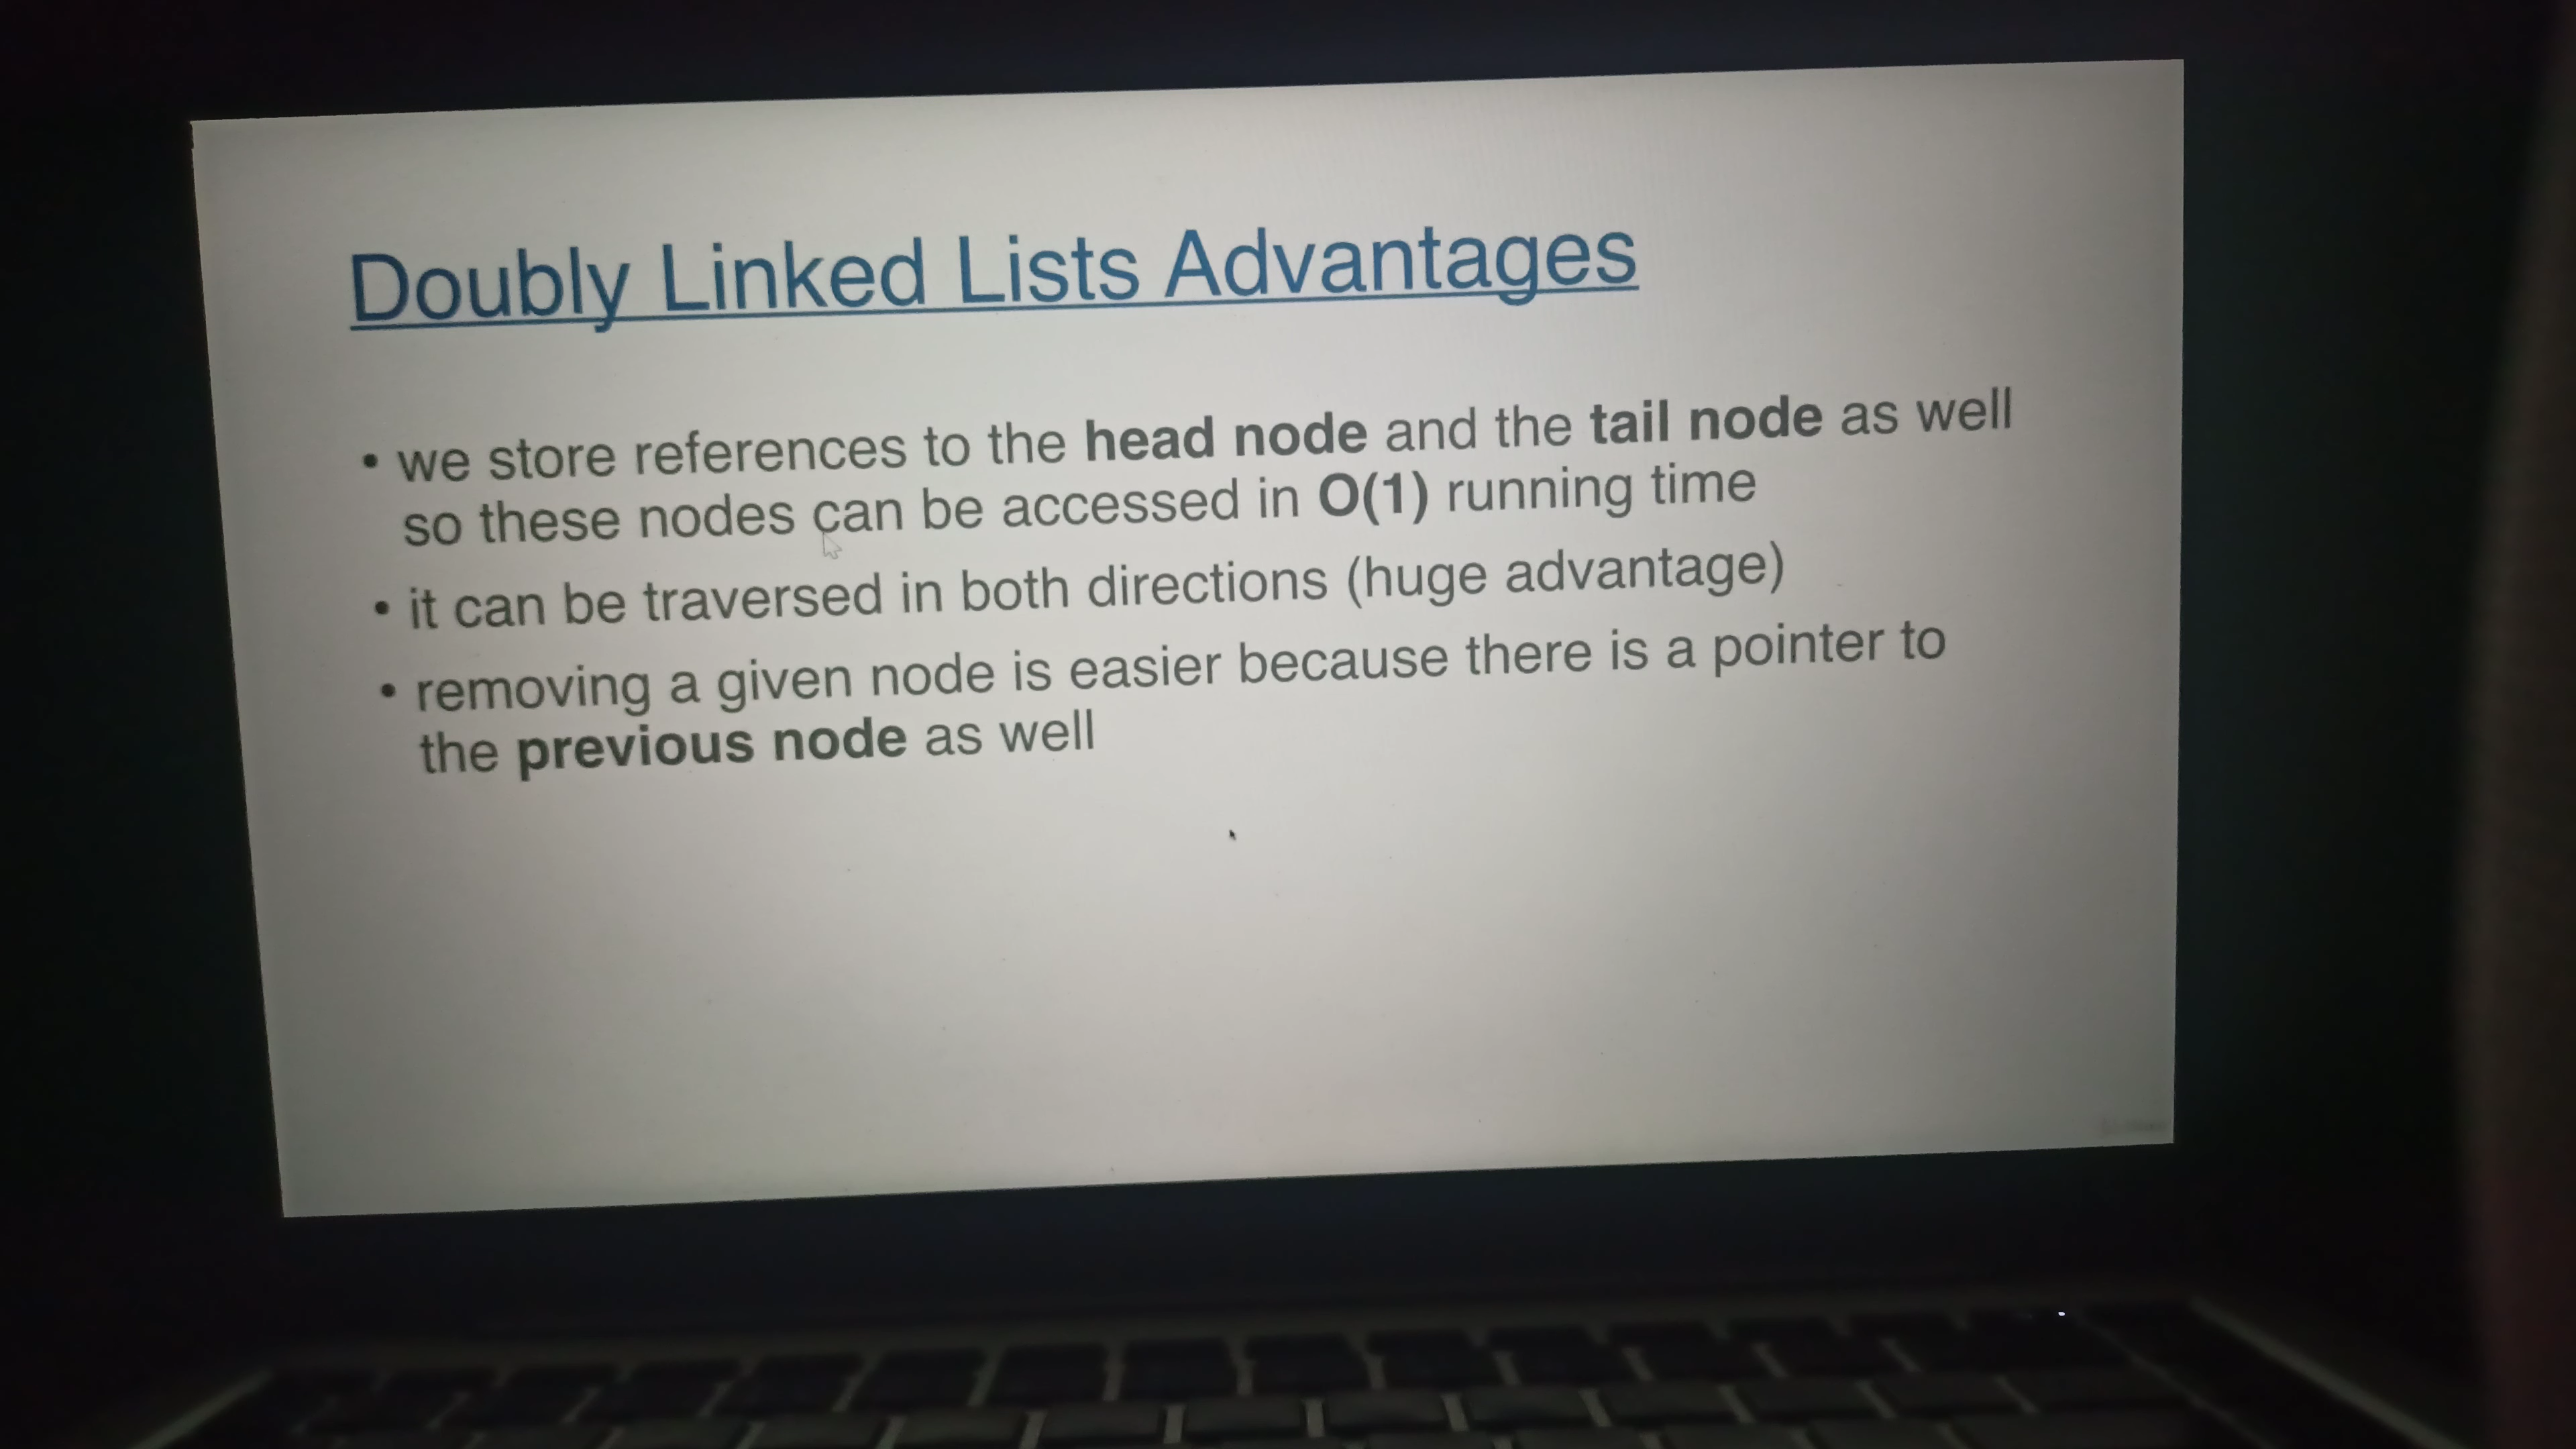 Doubly Linked Lists Advantages
• we store references to the head node and the tail node as well
so these nodes can be accessed in O(1) running time
• it can be traversed in both directions (huge advantage)
• removing a given node is easier because there is a pointer to
the previous node as well